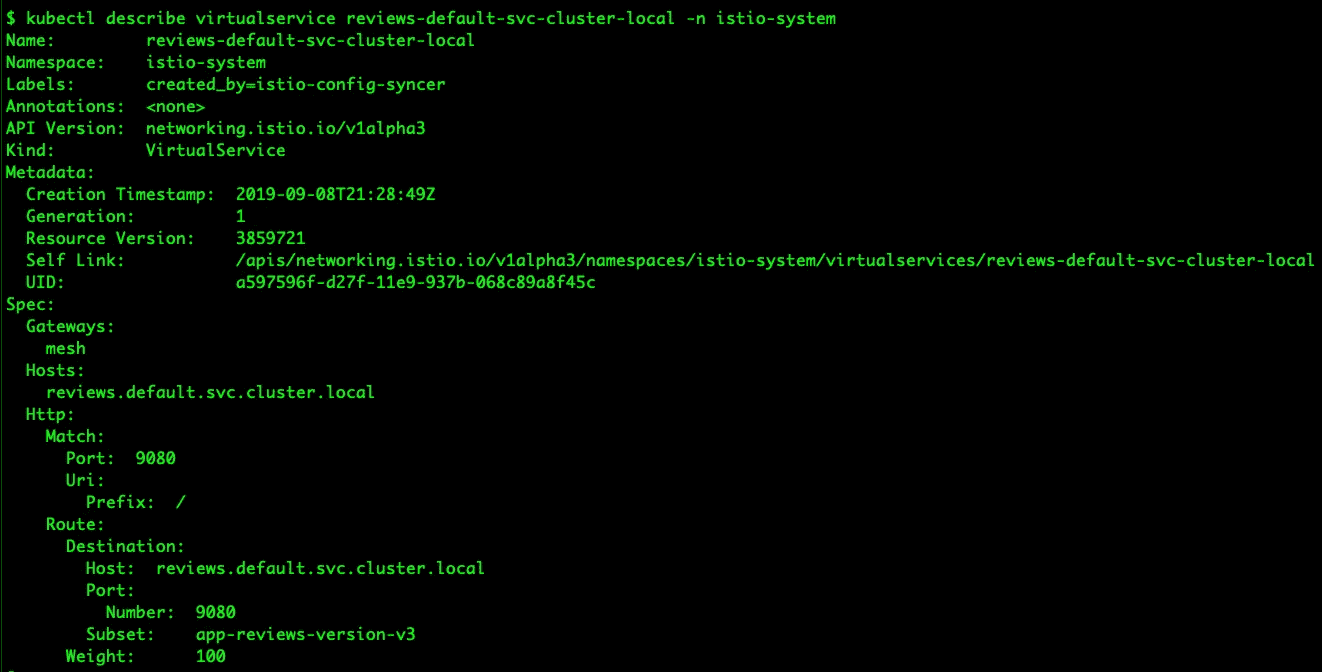 $ kubectl describe virtualservice reviews-default-svc-cluster-local -n istio-system
Name:         reviews-default-svc-cluster-local
Namespace:    istio-system
Labels:       created_by=istio-config-syncer
Annotations:  <none>
API Version:  networking.istio.io/v1alpha3
Kind:         VirtualService
Metadata:
  Creation Timestamp:  2019-09-08T21:28:49Z
  Generation:          1
  Resource Version:    3859721
  Self Link:           /apis/networking.istio.io/v1alpha3/namespaces/istio-system/virtualservices/reviews-default-svc-cluster-local
  UID:                 a597596f-d27f-11e9-937b-068c89a8f45c
Spec:
  Gateways:
    mesh
  Hosts:
    reviews.default.svc.cluster.local
  Http:
    Match:
      Port:  9080
      Uri:
        Prefix:  /
    Route:
      Destination:
        Host:  reviews.default.svc.cluster.local
        Port:
          Number:  9080
        Subset:    app-reviews-version-v3
      Weight:      100